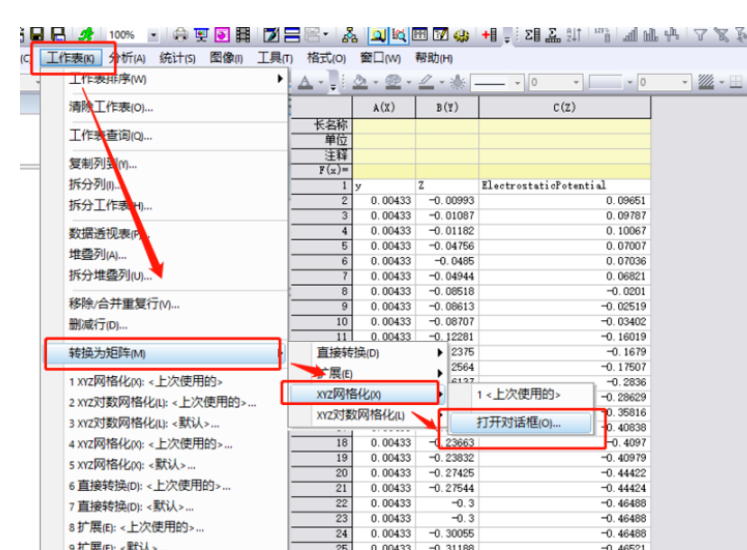 100%
工作表(K) 分析(A) 统计(S) 图像(I) 工具(T) 格式(O) 窗口(W) 帮助(H)
0 0
工作表排序(W)
清除工作表(O)...
工作表查询(Q)...
复制列到(Y)...
拆分列(I)...
拆分工作表(H)...
数据透视表(P)...
堆叠列(A)...
拆分堆叠列(U)...
移除/合并重复行(V)...
删减行(D)...
转换为矩阵(M)
1 XYZ网格化(X): <上次使用的>
2 XYZ对数网格化(L): <上次使用的>...
3 XYZ对数网格化(L): <默认>...
4 XYZ网格化(X): <上次使用的>...
5 XYZ网格化(X): <默认>...
6 直接转换(D): <上次使用的>...
7 直接转换(D): <默认>...
8 扩展(E): <上次使用的>...
9 扩展(E): <默认>
直接转换(D)
扩展(E)
XYZ网格化(X)
XYZ对数网格化(L)
1 <上次使用的>
打开对话框(O)...
A(X) B(Y) C(Z)
长名称
单位
注释
F(x)=
1 y Z ElectrostaticPotential
2 0.00433 -0.00993 0.09651
3 0.00433 -0.01087 0.09787
4 0.00433 -0.01182 0.10067
5 0.00433 -0.04756 0.07007
6 0.00433 -0.0485 0.07036
7 0.00433 -0.04944 0.06821
8 0.00433 -0.08518 -0.0201
9 0.00433 -0.08613 -0.02519
10 0.00433 -0.08707 -0.03402
11 0.00433 -0.12281 -0.16019
2375 -0.1679
2564 -0.17507
6137 -0.2836
-0.28629
-0.35816
-0.40838
18 0.00433 -0.23663 -0.4097
19 0.00433 -0.23832 -0.40979
20 0.00433 -0.27425 -0.44422
21 0.00433 -0.27544 -0.44424
22 0.00433 -0.3 -0.46488
23 0.00433 -0.3 -0.46488
24 0.00433 -0.30055 -0.46488
25 0.00433 -0.31188 -0.46521